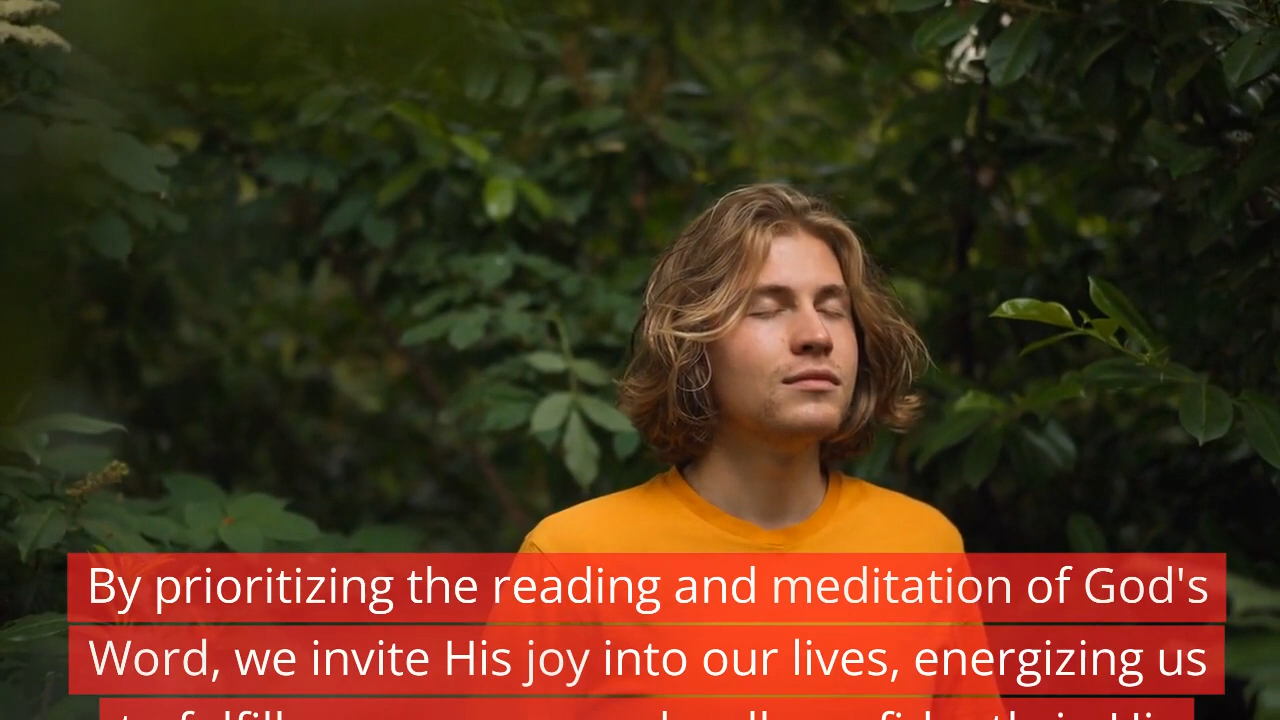 By prioritizing the reading and meditation of God's
Word, we invite His joy into our lives, energizing us